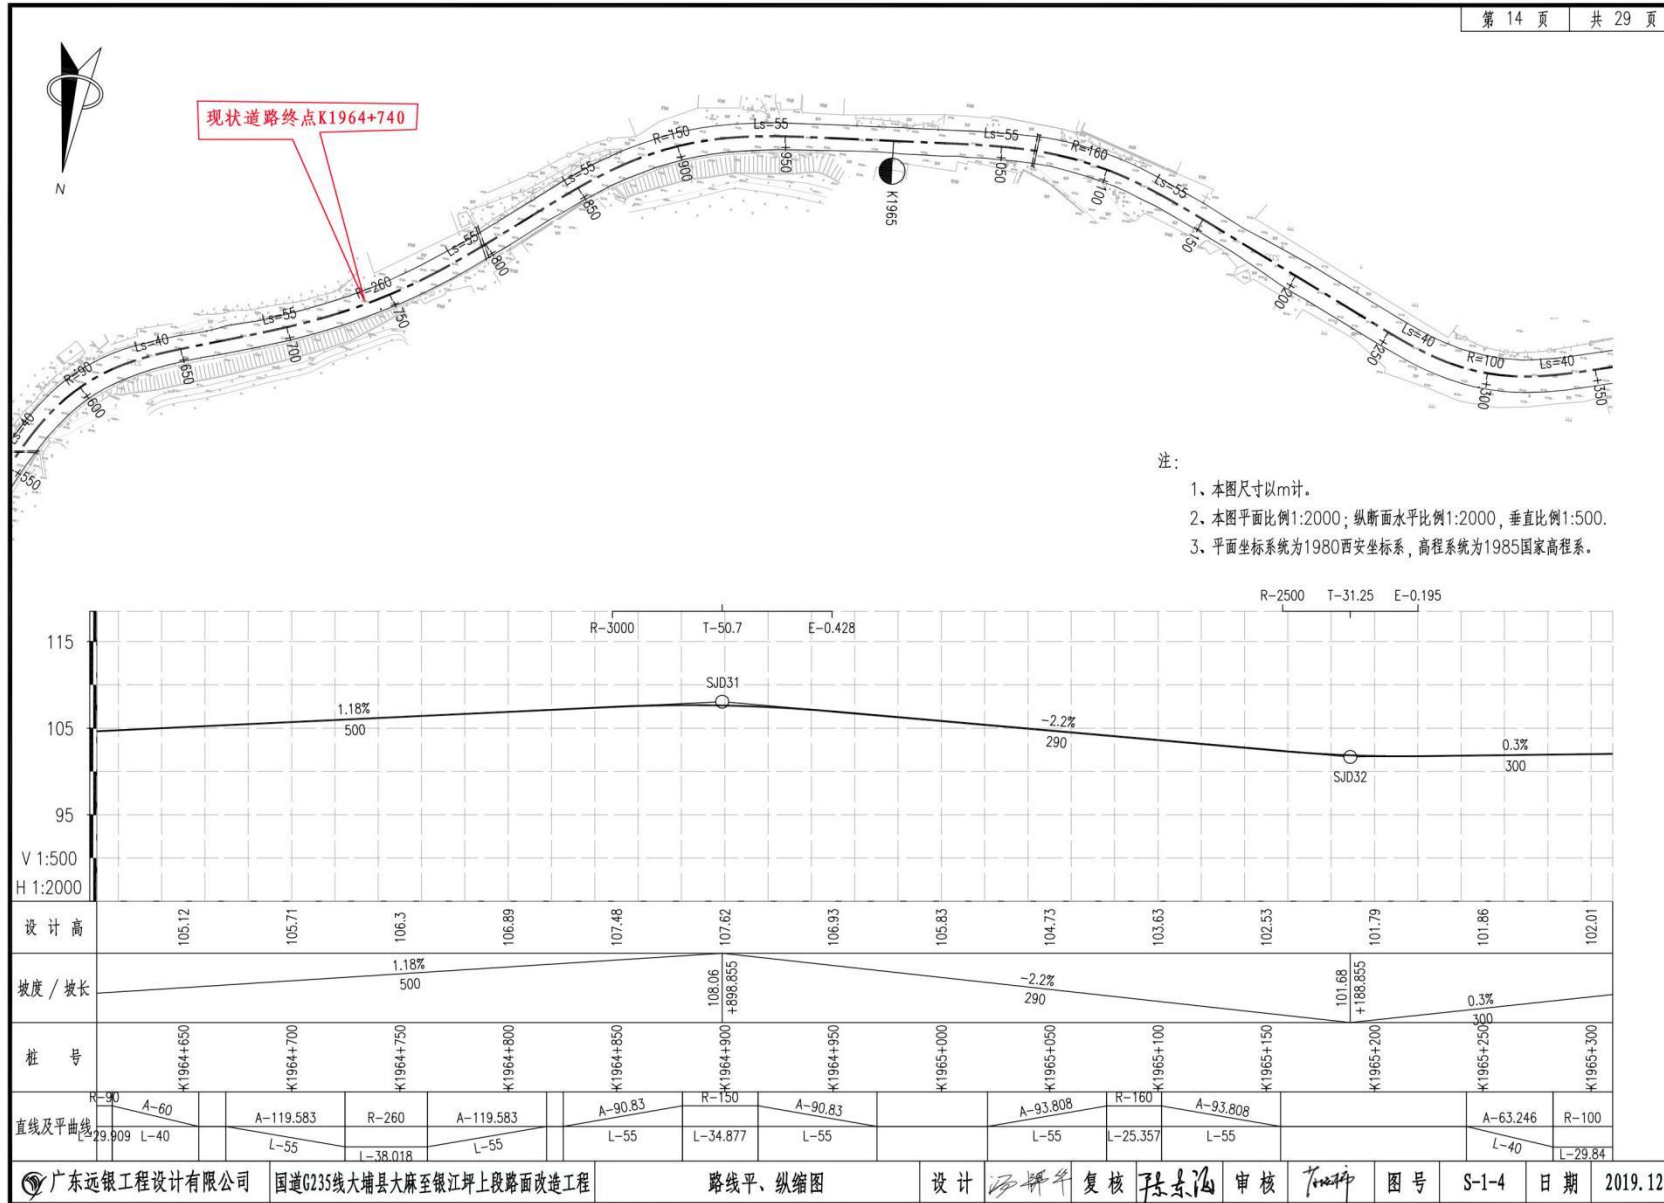 第 14 页 共 29 页
现状道路终点K1964+740
N
Ls=40
R=90
Ls=40
Ls=55
R=260
Ls=55
Ls=55
R=150
Ls=55
Ls=55
R=160
Ls=55
Ls=40
R=100
Ls=40
+550
+600
+650
+700
+750
+800
+850
+900
+950
K1965
+050
+100
+150
+200
+250
+300
+350
注:
1、本图尺寸以m计。
2、本图平面比例1:2000；纵断面水平比例1:2000，垂直比例1:500.
3、平面坐标系统为1980西安坐标系，高程系统为1985国家高程系。
R-3000 T-50.7 E-0.428
R-2500 T-31.25 E-0.195
115
105
95
V 1:500
H 1:2000
SJD31
SJD32
1.18%
500
-2.2%
290
0.3%
300
设计高 105.12 105.71 106.3 106.89 107.48 107.62 106.93 105.83 104.73 103.63 102.53 101.79 101.86 102.01
坡度/坡长
1.18%
500
108.06
+898.855
-2.2%
290
101.68
+188.855
0.3%
300
桩号 K1964+650 K1964+700 K1964+750 K1964+800 K1964+850 K1964+900 K1964+950 K1965+000 K1965+050 K1965+100 K1965+150 K1965+200 K1965+250 K1965+300
直线及平曲线
R-90 A-60 A-119.583 R-260 A-119.583 A-90.83 R-150 A-90.83 A-93.808 R-160 A-93.808 A-63.246 R-100
L-29.909 L-40 L-55 L-38.018 L-55 L-55 L-34.877 L-55 L-55 L-25.357 L-55 L-40 L-29.84
广东远银工程设计有限公司 国道G235线大埔县大麻至银江坪上段路面改造工程 路线平、纵缩图 设计 复核 审核 图号 S-1-4 日期 2019.12